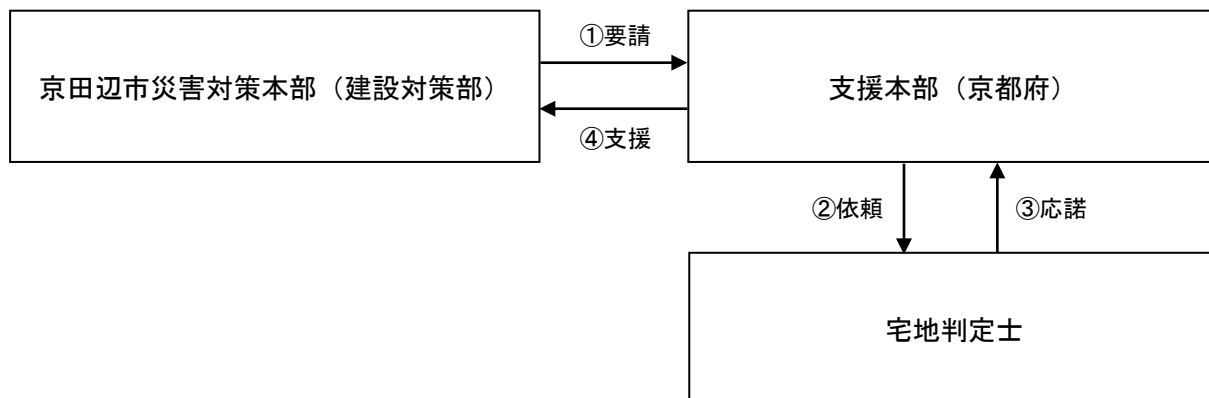 ①要請
京田辺市災害対策本部（建設対策部）
支援本部（京都府）
④支援
②依頼
③応諾
宅地判定士